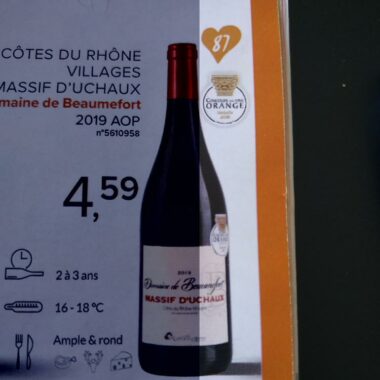 CÔTES DU RHÔNE
VILLAGES
MASSIF D'UCHAUX
maine de Beaumefort
2019 AOP
n°5610958
4,59
87
ORANGE
2 à 3 ans
16 - 18 °C
Ample & rond
2019
Domaine de Beaumefort
MASSIF D'UCHAUX